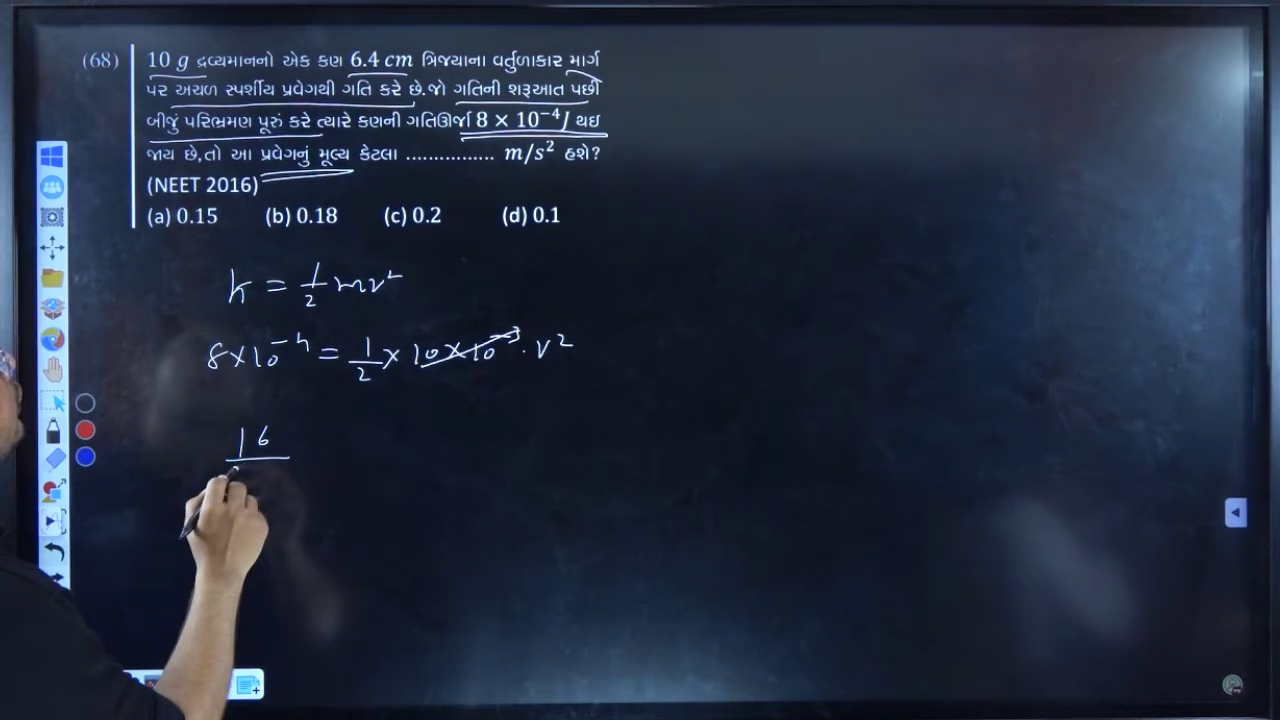 (68) 10 g દ્રવ્યમાનનો એક કણ 6.4 cm ત્રિજ્યાના વર્તુળાકાર માર્ગ
પર અચળ સ્પર્શીય પ્રવેગથી ગતિ કરે છે.જો ગતિની શરૂઆત પછી
બીજું પરિભ્રમણ પૂરું કરે ત્યારે કણની ગતિઊર્જા 8 × 10⁻⁴J થઇ
જાય છે,તો આ પ્રવેગનું મૂલ્ય કેટલા ................ m/s² હશે?
(NEET 2016)
(a) 0.15 (b) 0.18 (c) 0.2 (d) 0.1
k = 1/2 mv²
8×10⁻⁴ = 1/2 × 10×10⁻³ · v²
16